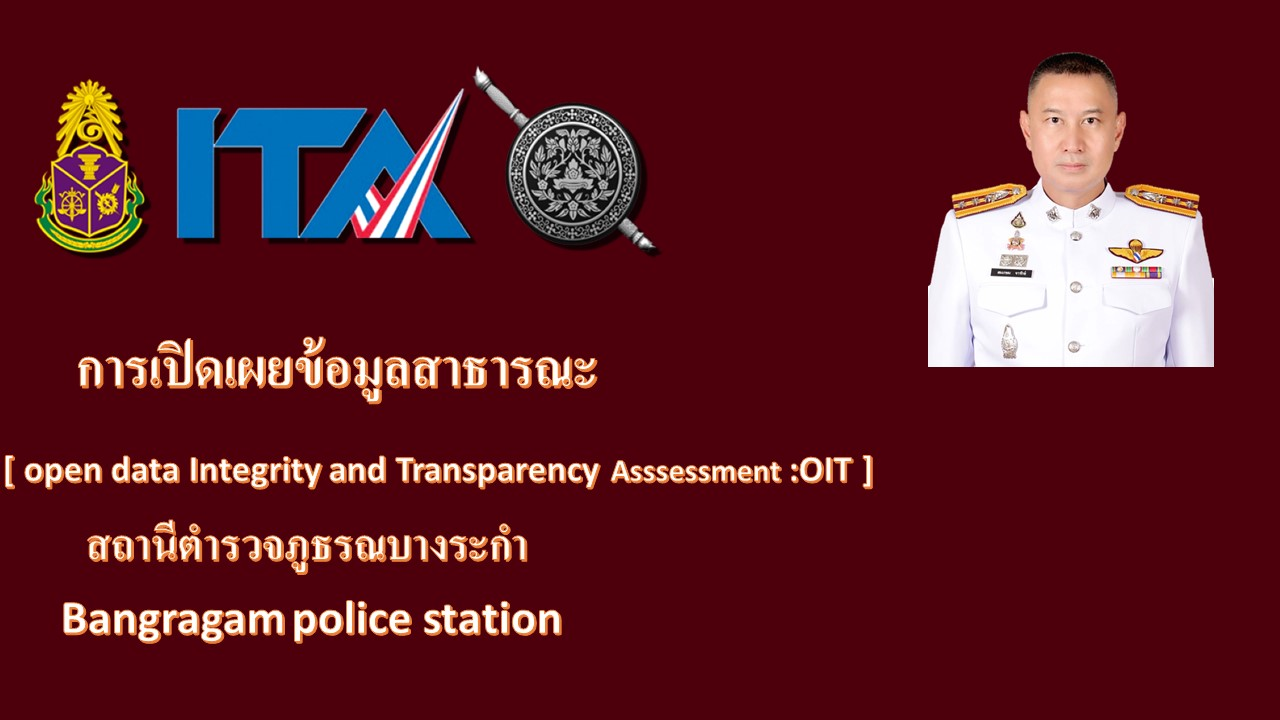 ITA
การเปิดเผยข้อมูลสาธารณะ
[ open data Integrity and Transparency Asssessment :OIT ]
สถานีตำรวจภูธรณบางระกำ
Bangragam police station